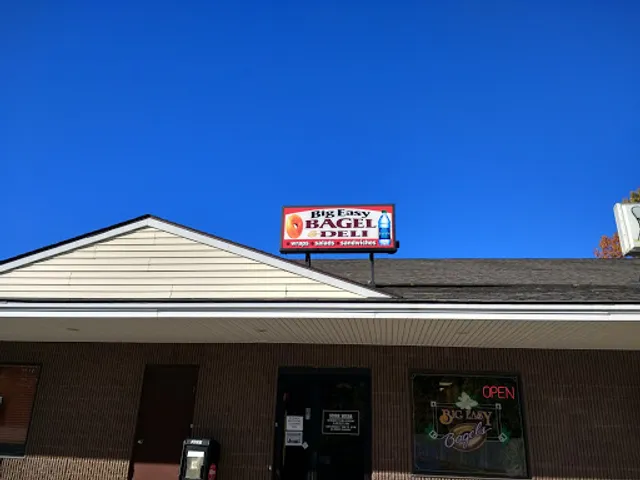 Big Easy
BAGEL
& DELI
wraps salads sandwiches
OPEN
BIG EASY
Bagels